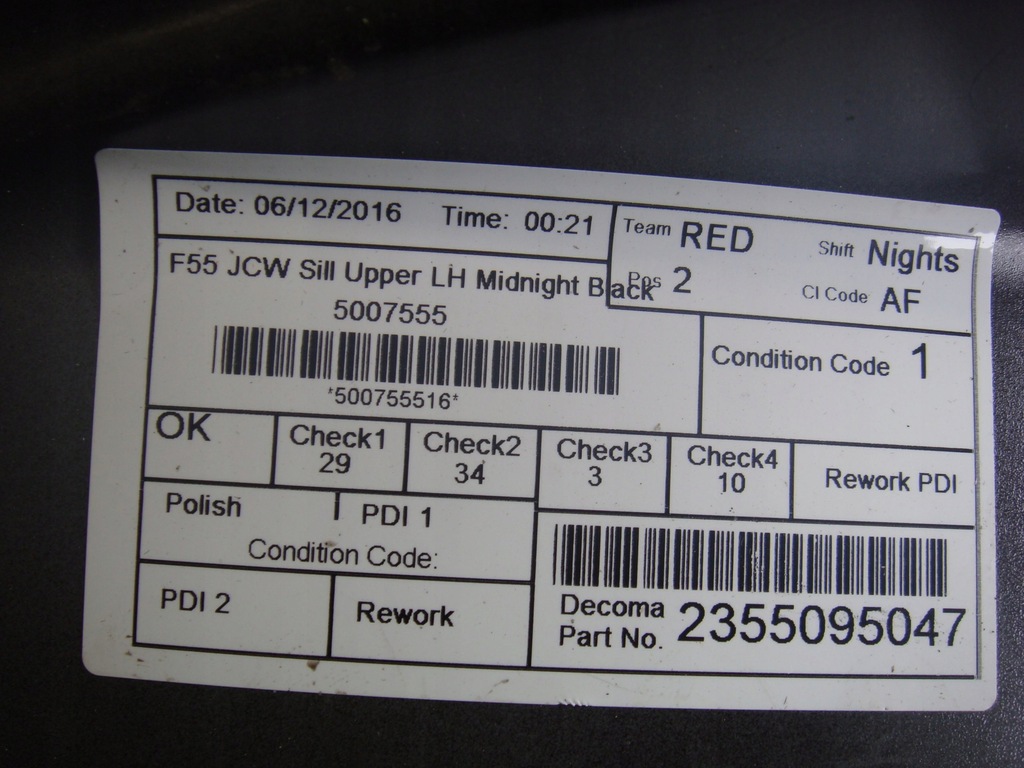 Date: 06/12/2016 Time: 00:21
Team RED Shift Nights
Pos 2 CI Code AF
F55 JCW Sill Upper LH Midnight Black
5007555
*500755516*
Condition Code 1
OK
Check1 29
Check2 34
Check3 3
Check4 10
Rework PDI
Polish
PDI 1
Condition Code:
PDI 2
Rework
Decoma
Part No. 2355095047